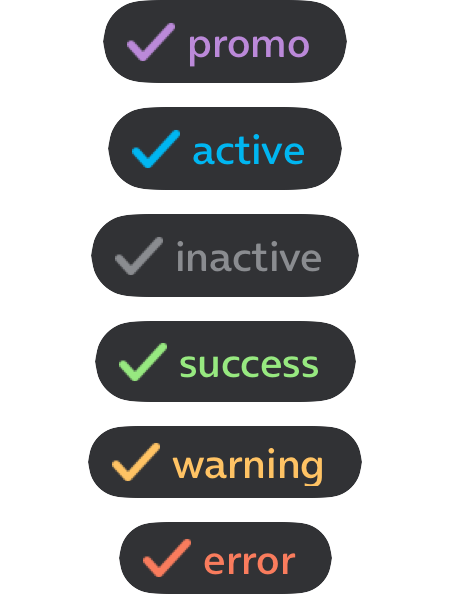 promo
active
inactive
success
warning
error